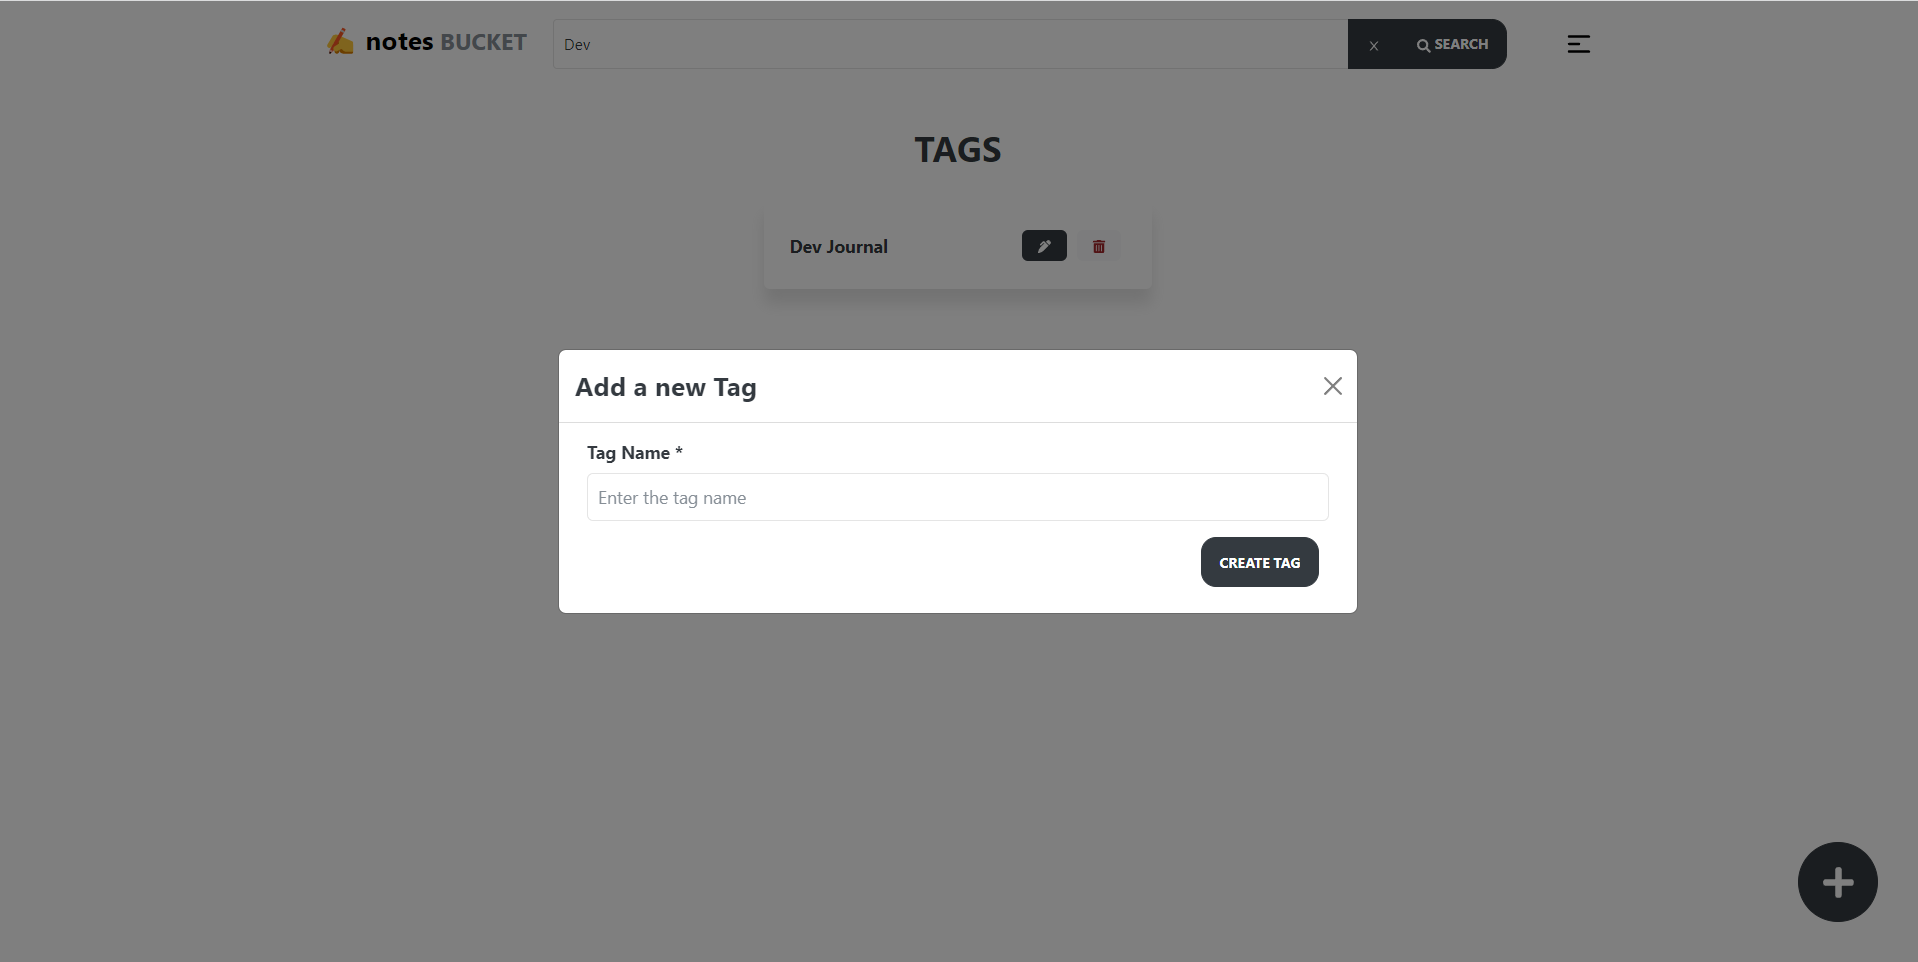 notes BUCKET
Dev
x
SEARCH
TAGS
Dev Journal
Add a new Tag
Tag Name *
Enter the tag name
CREATE TAG